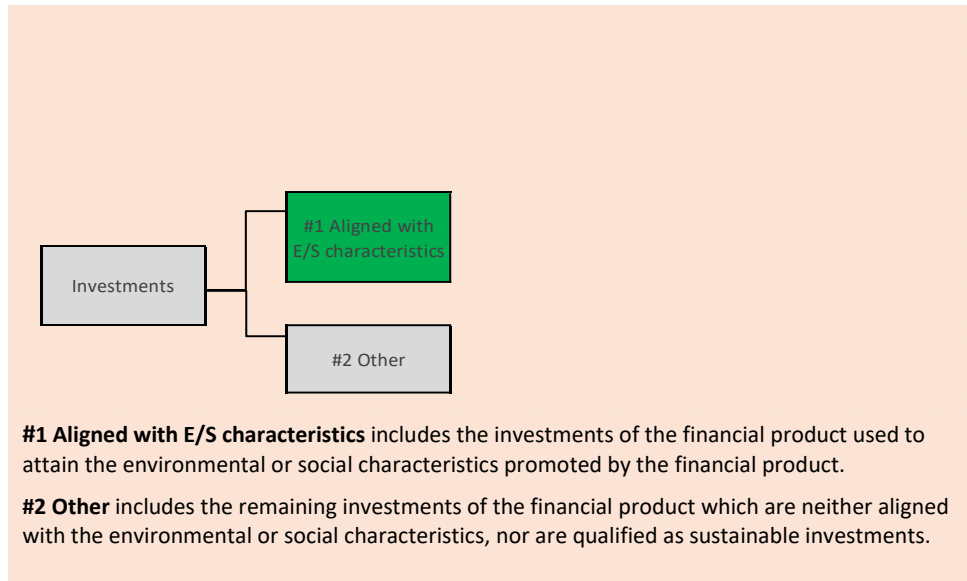 #1 Aligned with
E/S characteristics
Investments
#2 Other
#1 Aligned with E/S characteristics includes the investments of the financial product used to
attain the environmental or social characteristics promoted by the financial product.
#2 Other includes the remaining investments of the financial product which are neither aligned
with the environmental or social characteristics, nor are qualified as sustainable investments.